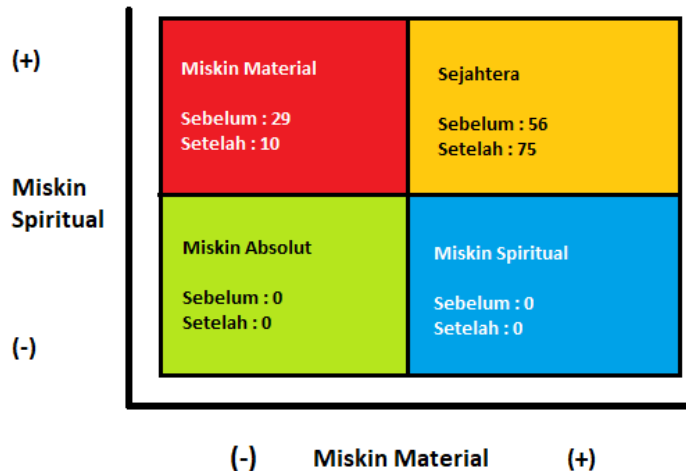 (+)
Miskin
Spiritual
(-)
Miskin Material
Sebelum : 29
Setelah : 10
Sejahtera
Sebelum : 56
Setelah : 75
Miskin Absolut
Sebelum : 0
Setelah : 0
Miskin Spiritual
Sebelum : 0
Setelah : 0
(-) Miskin Material (+)